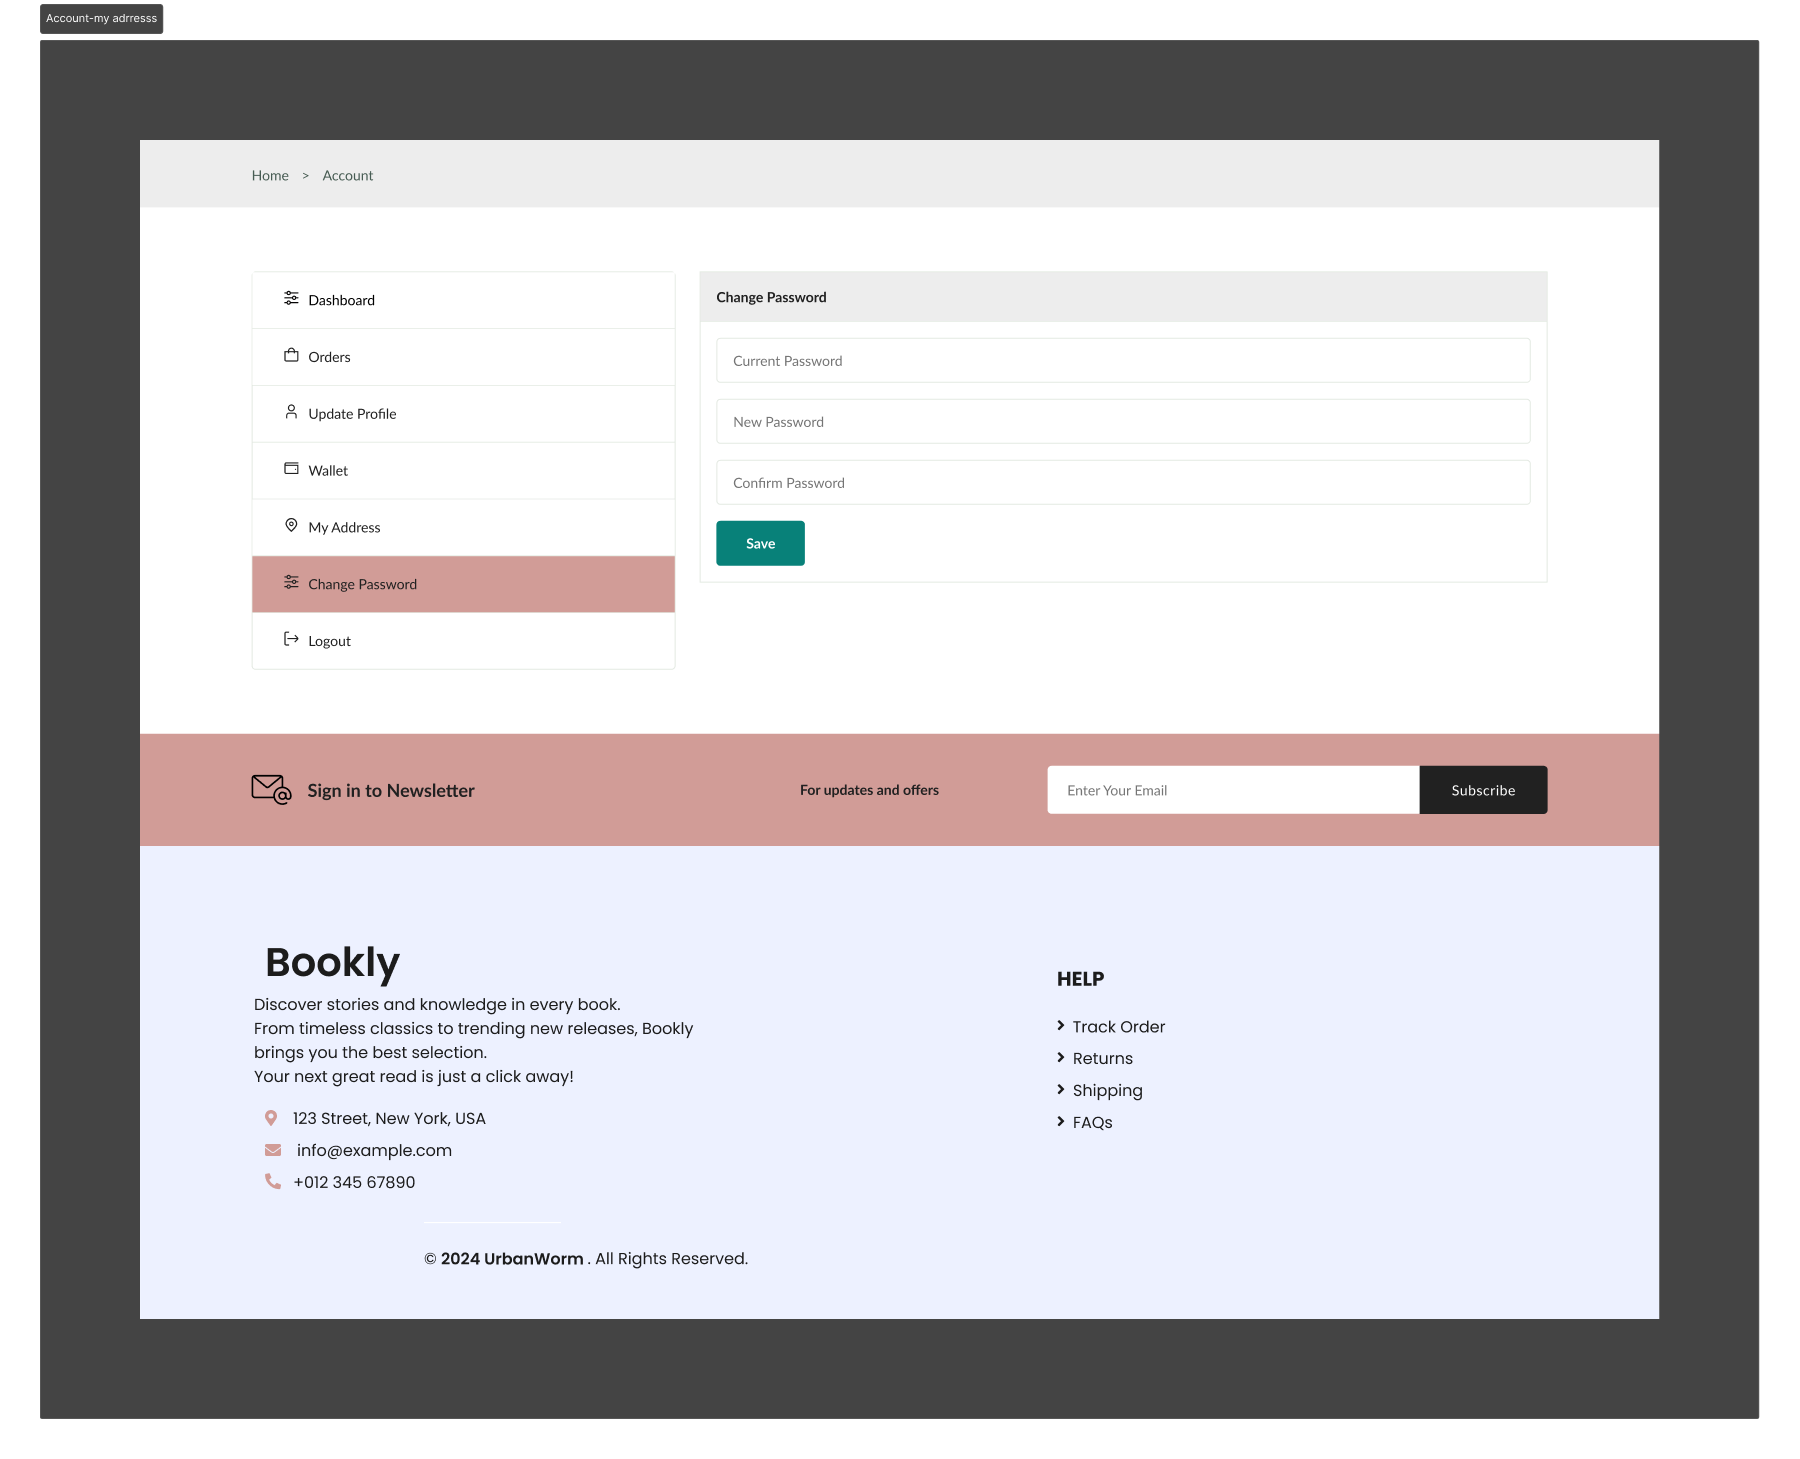 Account-my adrresss
Home > Account
Dashboard
Orders
Update Profile
Wallet
My Address
Change Password
Logout
Change Password
Current Password
New Password
Confirm Password
Save
Sign in to Newsletter
For updates and offers
Enter Your Email
Subscribe
Bookly
Discover stories and knowledge in every book.
From timeless classics to trending new releases, Bookly
brings you the best selection.
Your next great read is just a click away!
123 Street, New York, USA
info@example.com
+012 345 67890
HELP
Track Order
Returns
Shipping
FAQs
© 2024 UrbanWorm . All Rights Reserved.